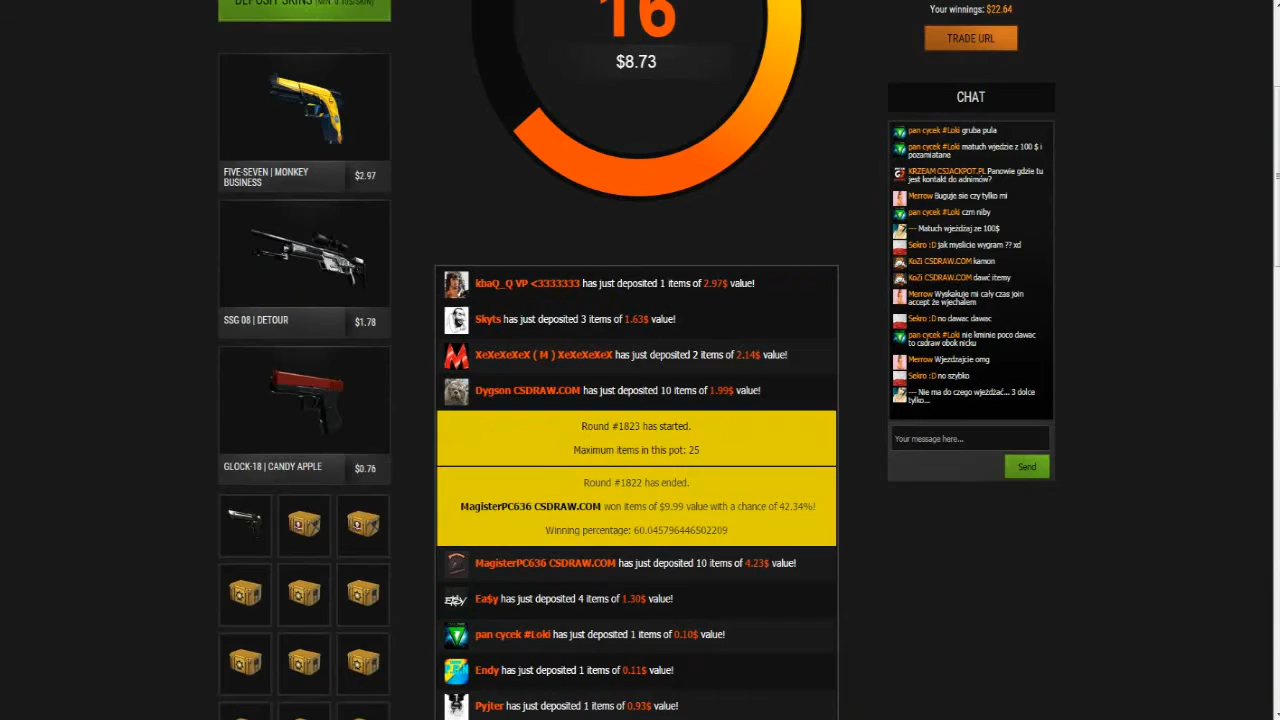 DEPOSIT SKINS (MIN. 0.10$/SKIN)
FIVE-SEVEN | MONKEY
BUSINESS
$2.97
SSG 08 | DETOUR
$1.78
GLOCK-18 | CANDY APPLE
$0.76
16
$8.73
kbaQ_Q VP <3333333 has just deposited 1 items of 2.97$ value!
Skyts has just deposited 3 items of 1.63$ value!
XeXeXeXeX ( M ) XeXeXeXeX has just deposited 2 items of 2.14$ value!
Dygson CSDRAW.COM has just deposited 10 items of 1.99$ value!
Round #1823 has started.
Maximum items in this pot: 25
Round #1822 has ended.
MagisterPC636 CSDRAW.COM won items of $9.99 value with a chance of 42.34%!
Winning percentage: 60.045796446502209
MagisterPC636 CSDRAW.COM has just deposited 10 items of 4.23$ value!
Ea$y has just deposited 4 items of 1.30$ value!
pan cycek #Loki has just deposited 1 items of 0.10$ value!
Endy has just deposited 1 items of 0.11$ value!
Pyjter has just deposited 1 items of 0.93$ value!
Your winnings: $22.64
TRADE URL
CHAT
pan cycek #Loki gruba pula
pan cycek #Loki matuch wjedzie z 100 $ i
pozamiatane
KRZEAM CSJACKPOT.PL Panowie gdzie tu
jest kontakt do adnimów?
Merrow Buguje sie czy tylko mi
pan cycek #Loki czm niby
--- Matuch wjeżdżaj ze 100$
Sekro :D jak myslicie wygram ?? xd
KoZi CSDRAW.COM kamon
KoZi CSDRAW.COM dawć itemy
Merrow Wyskakuje mi cały czas join
accept że wjechałem
Sekro :D no dawac dawac
pan cycek #Loki nie kminie poco dawac
to csdraw obok nicku
Merrow Wjezdzajcie omg
Sekro :D no szybko
--- Nie ma do czego wjeżdżać... 3 dolce
tylko...
Your message here...
Send